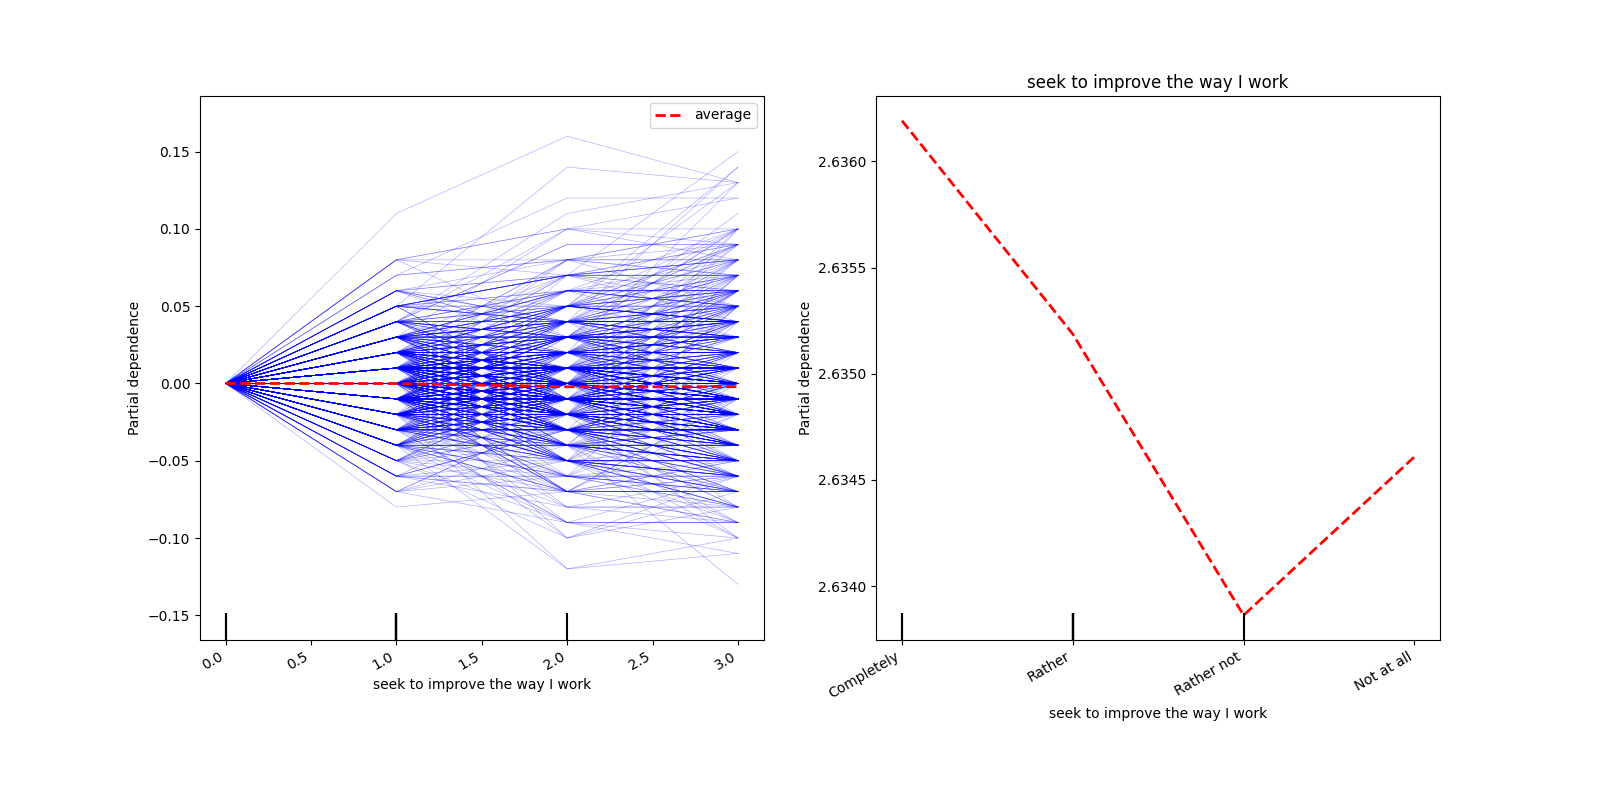 average
0.15
0.10
0.05
0.00
−0.05
−0.10
−0.15
Partial dependence
0.0
0.5
1.0
1.5
2.0
2.5
3.0
seek to improve the way I work
seek to improve the way I work
2.6360
2.6355
2.6350
2.6345
2.6340
Partial dependence
Completely
Rather
Rather not
Not at all
seek to improve the way I work